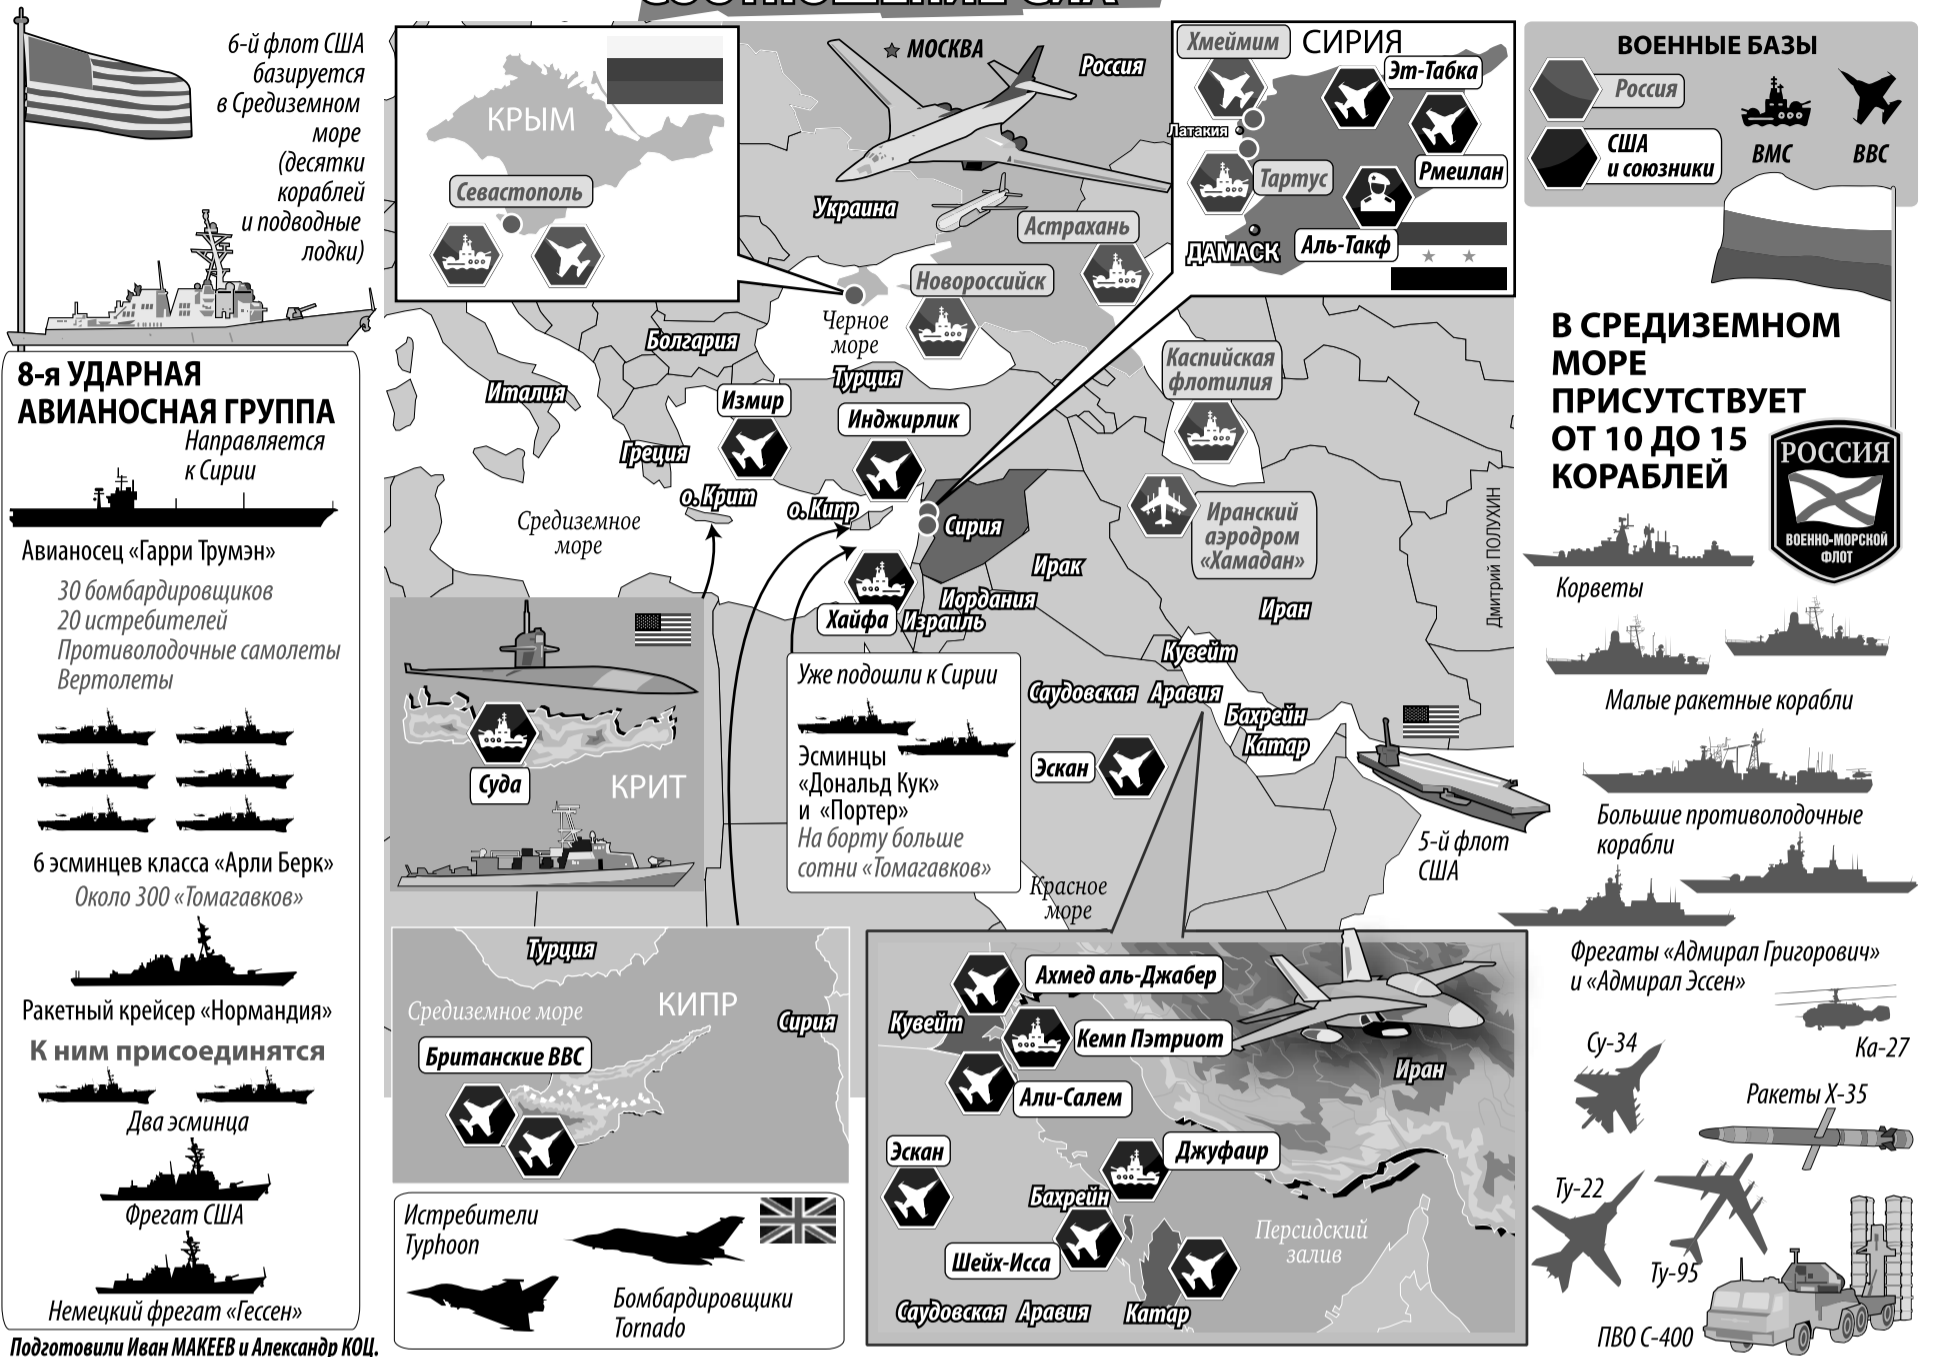 СООТНОШЕНИЕ СИЛ
6-й флот США
базируется
в Средиземном
море
(десятки
кораблей
и подводные
лодки)
8-я УДАРНАЯ
АВИАНОСНАЯ ГРУППА
Направляется
к Сирии
Авианосец «Гарри Трумэн»
30 бомбардировщиков
20 истребителей
Противолодочные самолеты
Вертолеты
6 эсминцев класса «Арли Берк»
Около 300 «Томагавков»
Ракетный крейсер «Нормандия»
К ним присоединятся
Два эсминца
Фрегат США
Немецкий фрегат «Гессен»
Подготовили Иван МАКЕЕВ и Александр КОЦ.
КРЫМ
Севастополь
МОСКВА
Россия
Украина
Астрахань
Новороссийск
Черное
море
Болгария
Турция
Италия
Измир
Инджирлик
Греция
о. Крит
о. Кипр
Средиземное
море
Сирия
Каспийская
флотилия
Иранский
аэродром
«Хамадан»
Ирак
Иордания
Иран
Хайфа
Израиль
Кувейт
Саудовская Аравия
Бахрейн
Катар
Эскан
5-й флот
США
Красное
море
Дмитрий ПОЛУХИН
СИРИЯ
Хмеймим
Эт-Табка
Латакия
Рмеилан
Тартус
ДАМАСК
Аль-Такф
Суда
КРИТ
Уже подошли к Сирии
Эсминцы
«Дональд Кук»
и «Портер»
На борту больше
сотни «Томагавков»
Турция
Средиземное море
КИПР
Сирия
Британские ВВС
Истребители
Typhoon
Бомбардировщики
Tornado
Ахмед аль-Джабер
Кувейт
Кемп Пэтриот
Иран
Али-Салем
Эскан
Джуфаир
Бахрейн
Персидский
залив
Шейх-Исса
Саудовская Аравия
Катар
ВОЕННЫЕ БАЗЫ
Россия
США
и союзники
ВМС
ВВС
В СРЕДИЗЕМНОМ
МОРЕ
ПРИСУТСТВУЕТ
ОТ 10 ДО 15
КОРАБЛЕЙ
РОССИЯ
ВОЕННО-МОРСКОЙ
ФЛОТ
Корветы
Малые ракетные корабли
Большие противолодочные
корабли
Фрегаты «Адмирал Григорович»
и «Адмирал Эссен»
Ка-27
Су-34
Ракеты Х-35
Ту-22
Ту-95
ПВО С-400